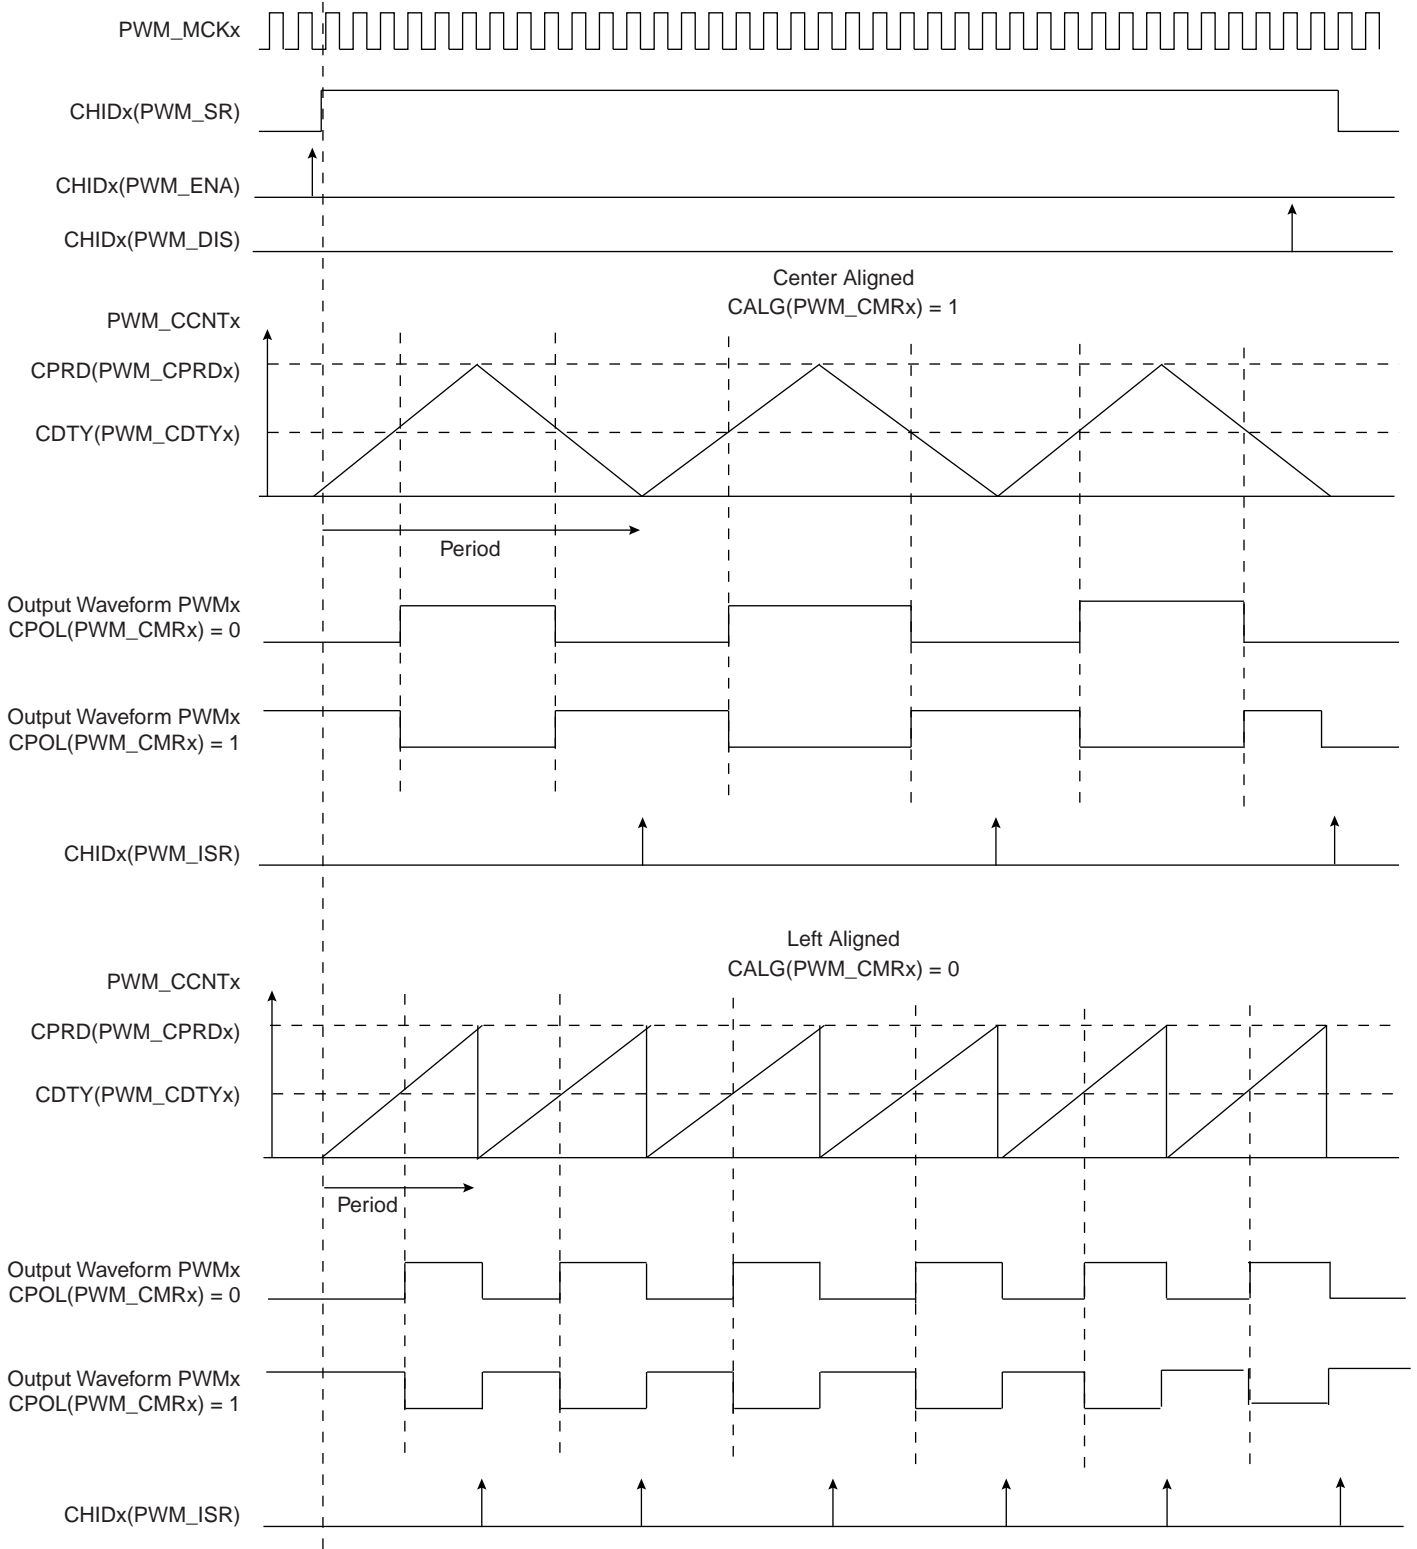 PWM_MCKx
CHIDx(PWM_SR)
CHIDx(PWM_ENA)
CHIDx(PWM_DIS)
Center Aligned
CALG(PWM_CMRx) = 1
PWM_CCNTx
CPRD(PWM_CPRDx)
CDTY(PWM_CDTYx)
Period
Output Waveform PWMx
CPOL(PWM_CMRx) = 0
Output Waveform PWMx
CPOL(PWM_CMRx) = 1
CHIDx(PWM_ISR)
Left Aligned
CALG(PWM_CMRx) = 0
PWM_CCNTx
CPRD(PWM_CPRDx)
CDTY(PWM_CDTYx)
Period
Output Waveform PWMx
CPOL(PWM_CMRx) = 0
Output Waveform PWMx
CPOL(PWM_CMRx) = 1
CHIDx(PWM_ISR)